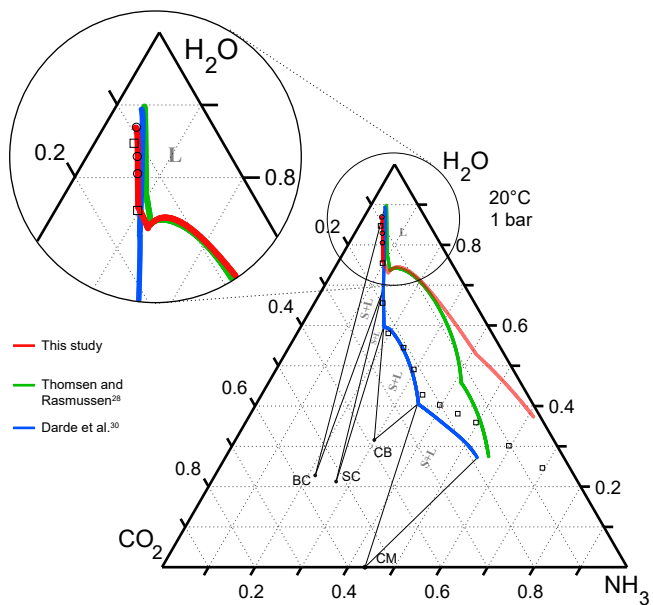 H2O
0.2
L
0.8
H2O
20°C
1 bar
0.2
L
0.8
0.4
S+L
0.6
S+L
This study
0.6
S+L
0.4
Thomsen and
Rasmussen28
Darde et al.30
CB
S+L
0.8
BC
SC
0.2
CO2
CM
NH3
0.2
0.4
0.6
0.8